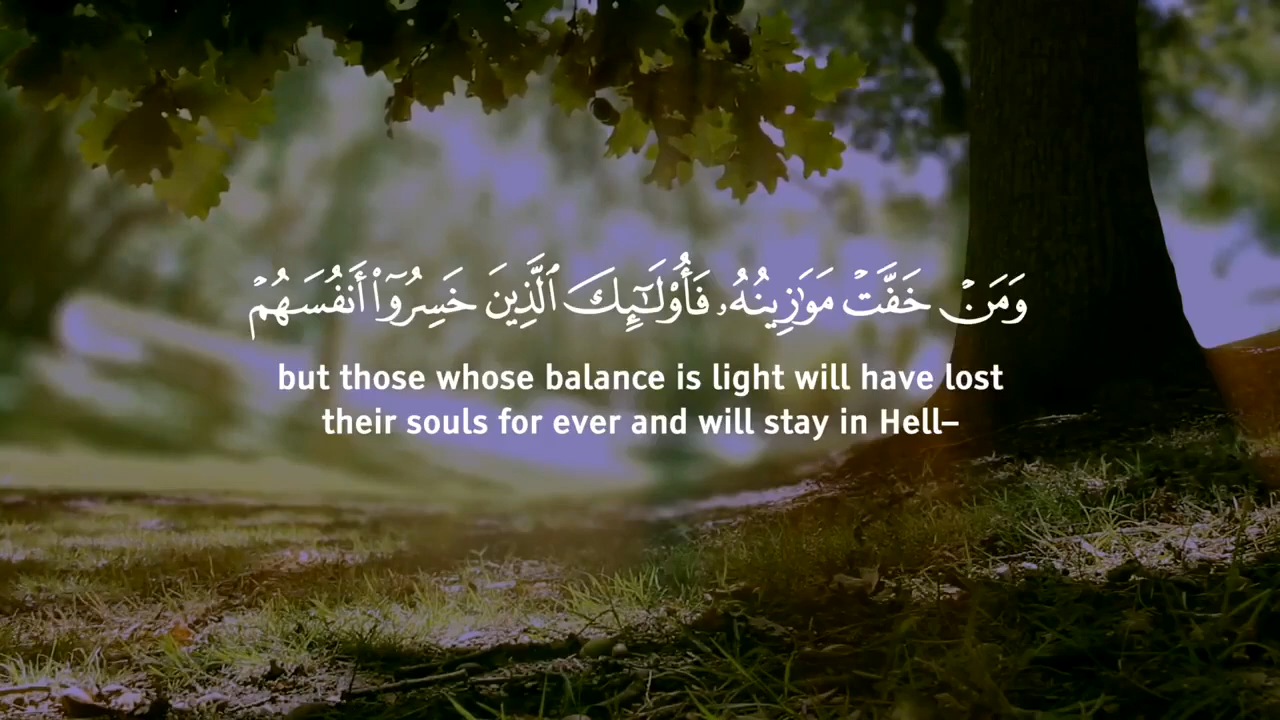 وَمَنۡ خَفَّتۡ مَوَٰزِينُهُۥ فَأُوْلَـٰٓئِكَ ٱلَّذِينَ خَسِرُوٓاْ أَنفُسَهُمۡ
but those whose balance is light will have lost
their souls for ever and will stay in Hell–